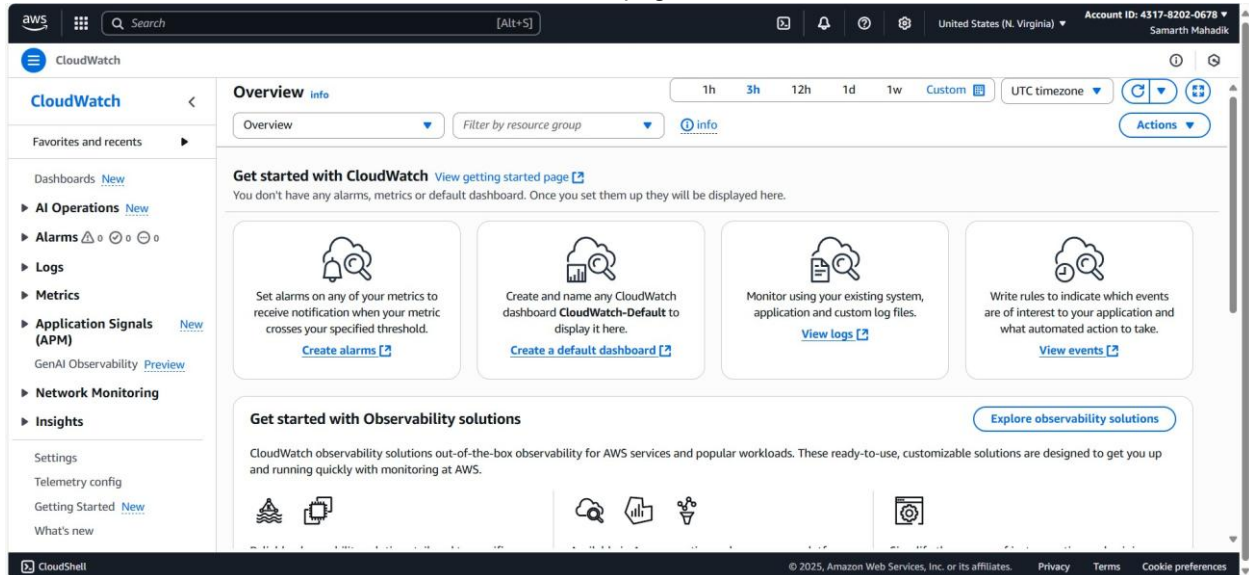 aws
Search [Alt+S]
United States (N. Virginia) ▼
Account ID: 4317-8202-0678 ▼
Samarth Mahadik
CloudWatch
CloudWatch
Favorites and recents
Dashboards New
AI Operations New
Alarms 0 0 0
Logs
Metrics
Application Signals New
(APM)
GenAI Observability Preview
Network Monitoring
Insights
Settings
Telemetry config
Getting Started New
What's new
Overview info
1h 3h 12h 1d 1w Custom UTC timezone
Overview Filter by resource group info Actions
Get started with CloudWatch View getting started page
You don't have any alarms, metrics or default dashboard. Once you set them up they will be displayed here.
Set alarms on any of your metrics to
receive notification when your metric
crosses your specified threshold.
Create alarms
Create and name any CloudWatch
dashboard CloudWatch-Default to
display it here.
Create a default dashboard
Monitor using your existing system,
application and custom log files.
View logs
Write rules to indicate which events
are of interest to your application and
what automated action to take.
View events
Get started with Observability solutions
Explore observability solutions
CloudWatch observability solutions out-of-the-box observability for AWS services and popular workloads. These ready-to-use, customizable solutions are designed to get you up
and running quickly with monitoring at AWS.
CloudShell
© 2025, Amazon Web Services, Inc. or its affiliates. Privacy Terms Cookie preferences